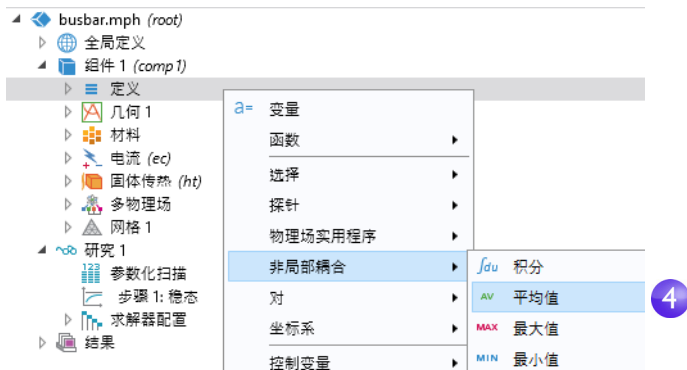 busbar.mph (root)
全局定义
组件 1 (comp1)
定义
几何 1
材料
电流 (ec)
固体传热 (ht)
多物理场
网格 1
研究 1
参数化扫描
步骤 1: 稳态
求解器配置
结果
a= 变量
函数
选择
探针
物理场实用程序
非局部耦合
对
坐标系
控制变量
∫du 积分
AV 平均值
MAX 最大值
MIN 最小值
4